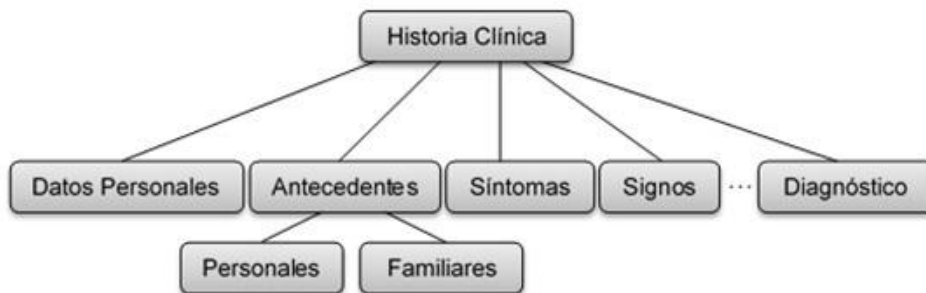 Historia Clínica
Datos Personales
Antecedentes
Síntomas
Signos
...
Diagnóstico
Personales
Familiares